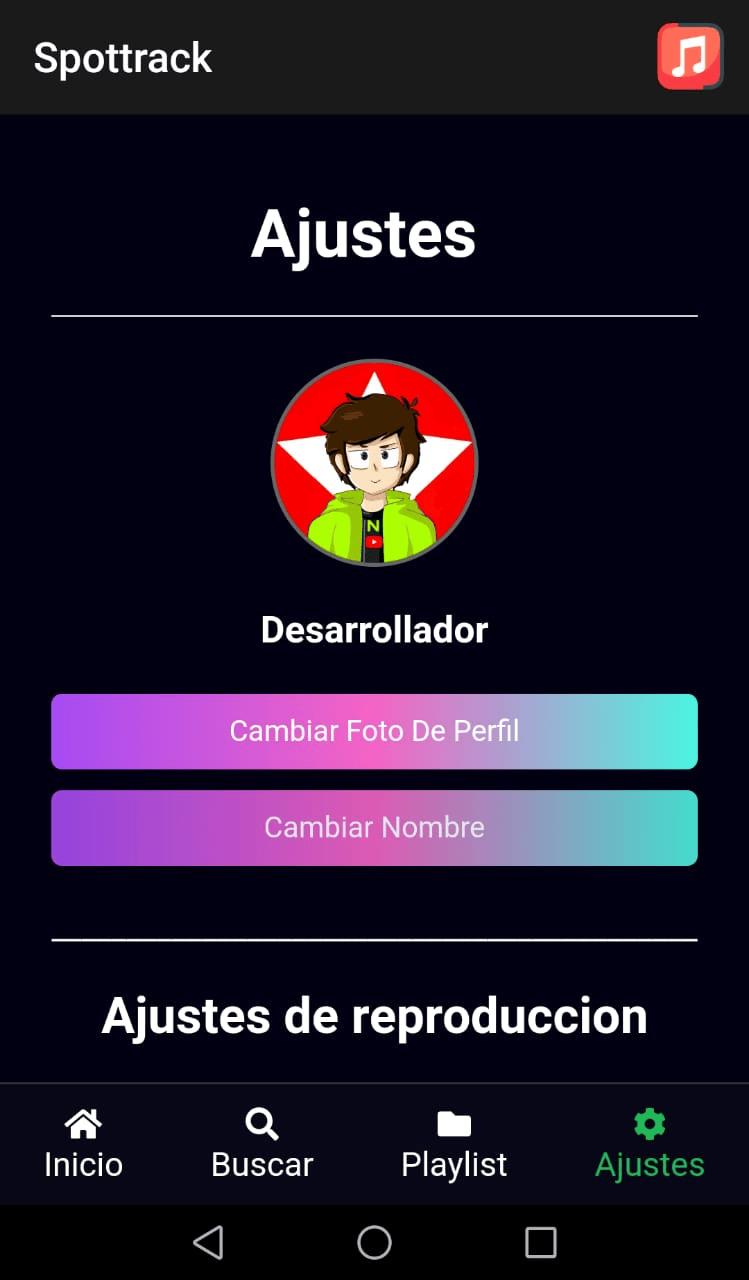 Spottrack
Ajustes
N
Desarrollador
Cambiar Foto De Perfil
Cambiar Nombre
Ajustes de reproduccion
Inicio
Buscar
Playlist
Ajustes